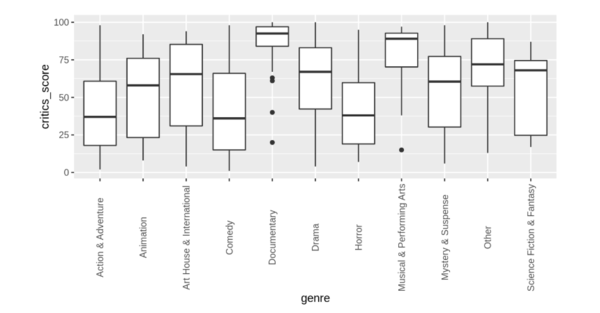 critics_score
100
75
50
25
0
Action & Adventure
Animation
Art House & International
Comedy
Documentary
Drama
Horror
Musical & Performing Arts
Mystery & Suspense
Other
Science Fiction & Fantasy
genre